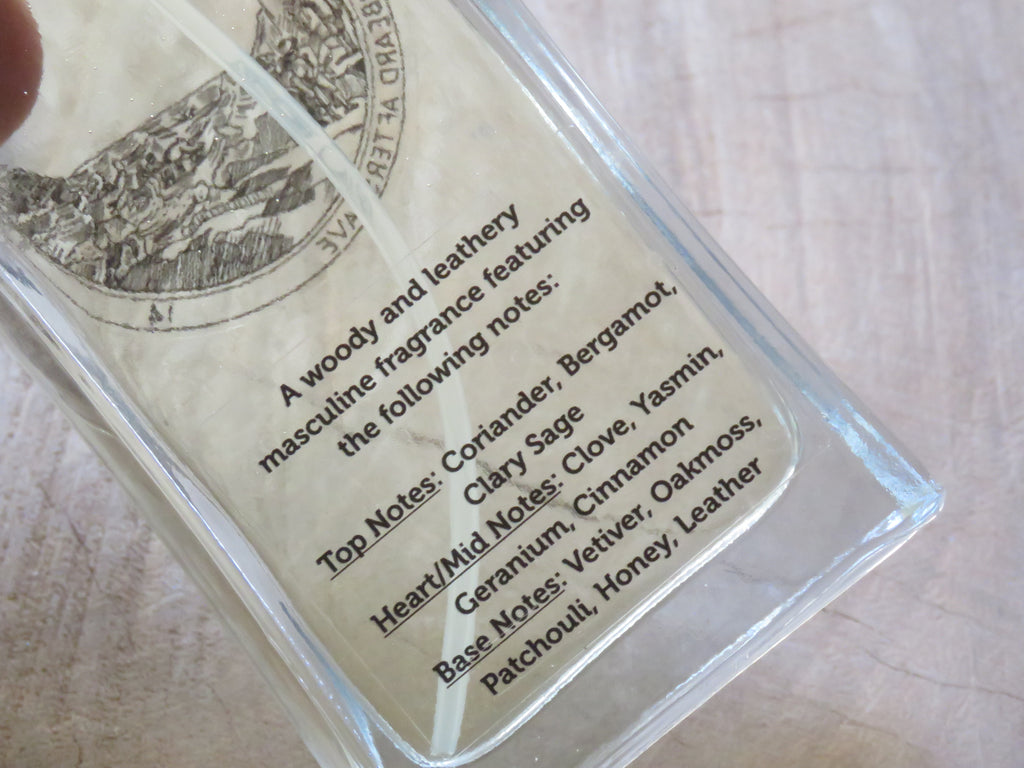 A woody and leathery
masculine fragrance featuring
the following notes:
Top Notes: Coriander, Bergamot,
Clary Sage
Heart/Mid Notes: Clove, Yasmin,
Geranium, Cinnamon
Base Notes: Vetiver, Oakmoss,
Patchouli, Honey, Leather